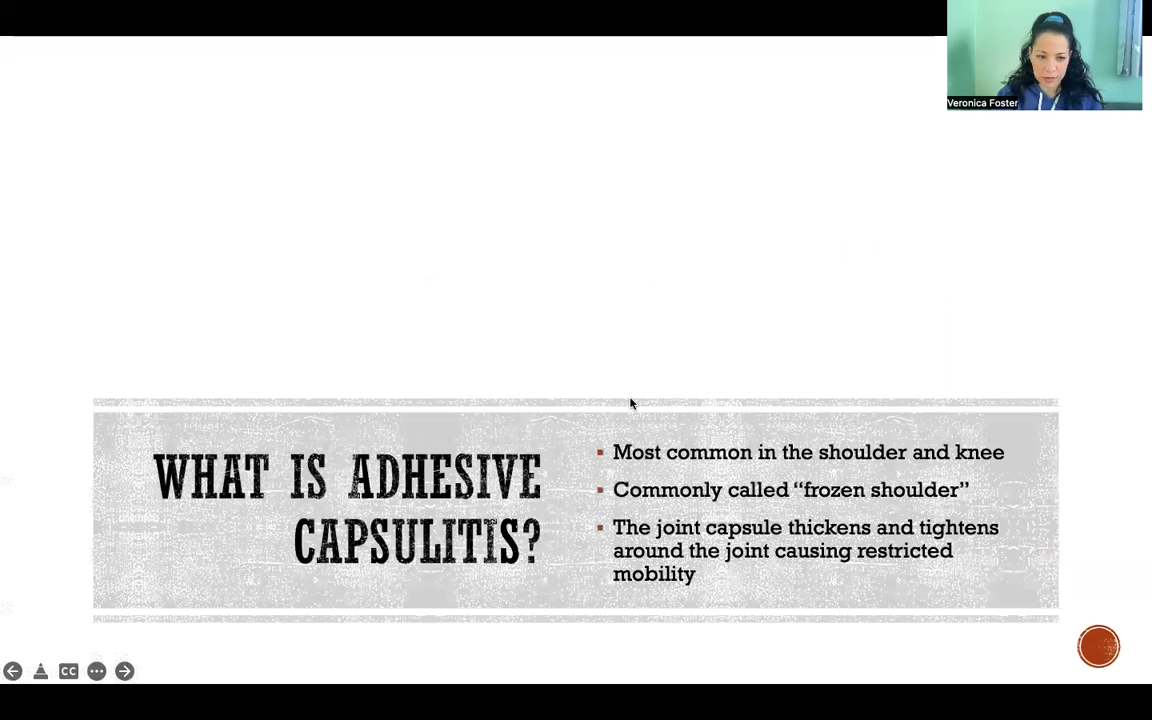 Veronica Foster
WHAT IS ADHESIVE
CAPSULITIS?
▪ Most common in the shoulder and knee
▪ Commonly called “frozen shoulder”
▪ The joint capsule thickens and tightens
around the joint causing restricted
mobility
CC